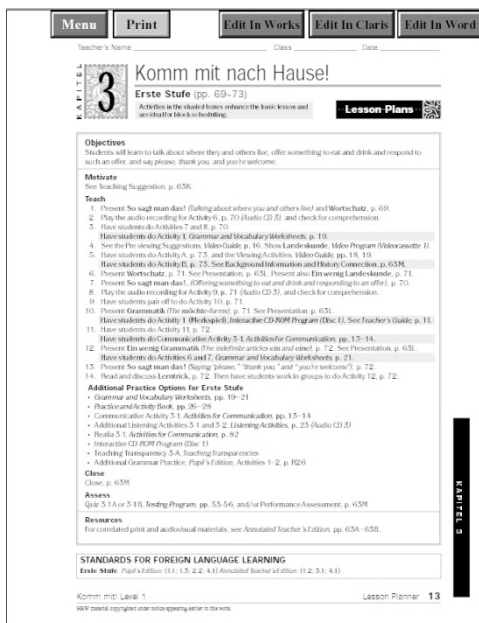 Menu
Print
Edit In Works
Edit In Claris
Edit In Word
Teacher's Name Class Date
KAPITEL
3
Komm mit nach Hause!
Erste Stufe (pp. 69–73)
Activities in the shaded boxes enhance the basic lesson and
are ideal for block scheduling.
Lesson Plans
Objectives
Students will learn to talk about where they and others live, offer something to eat and drink and respond to
such an offer, and say please, thank you, and you're welcome.
Motivate
See Teaching Suggestion, p. 63K.
Teach
1. Present So sagt man das! (Talking about where you and others live) and Wortschatz, p. 69.
2. Play the audio recording for Activity 6, p. 70 (Audio CD 3), and check for comprehension.
3. Have students do Activities 7 and 8, p. 70.
Have students do Activity 1, Grammar and Vocabulary Worksheets, p. 19.
4. See the Pre viewing Suggestions, Video Guide, p. 16. Show Landeskunde, Video Program (Videocassette 1).
5. Have students do Activity A, p. 73, and the Viewing Activities, Video Guide, pp. 18, 19.
Have students do Activity B, p. 73. See Background Information and History Connection, p. 63M.
6. Present Wortschatz, p. 71. See Presentation, p. 63L. Present also Ein wenig Landeskunde, p. 71.
7. Present So sagt man das!, (Offering something to eat and drink and responding to an offer), p. 70.
8. Play the audio recording for Activity 9, p. 71 (Audio CD 3), and check for comprehension.
9. Have students pair off to do Activity 10, p. 71.
10. Present Grammatik (The möchte-forms), p. 71. See Presentation, p. 63L.
Have students do Activity 1 (Merkspiel), Interactive CD-ROM Program (Disc 1). See Teacher's Guide, p. 11.
11. Have students do Activity 11, p. 72.
Have students do Communicative Activity 3-1, Activities for Communication, pp. 13–14.
12. Present Ein wenig Grammatik (The indefinite articles ein and eine), p. 72. See Presentation, p. 63L.
Have students do Activities 6 and 7, Grammar and Vocabulary Worksheets, p. 21.
13. Present So sagt man das! (Saying "please," "thank you," and "you're welcome"), p. 72.
14. Read and discuss Lerntrick, p. 72. Then have students work in groups to do Activity 12, p. 72.
Additional Practice Options for Erste Stufe
• Grammar and Vocabulary Worksheets, pp. 19–21
• Practice and Activity Book, pp. 26–28
• Communicative Activity 3-1, Activities for Communication, pp. 13–14
• Additional Listening Activities 3-1 and 3-2, Listening Activities, p. 23 (Audio CD 3)
• Realia 3-1, Activities for Communication, p. 82
• Interactive CD-ROM Program (Disc 1)
• Teaching Transparency 3-A, Teaching Transparencies
• Additional Grammar Practice, Pupil's Edition, Activities 1–2, p. R26
Close
Close, p. 63M
Assess
Quiz 3-1A or 3-1B, Testing Program, pp. 53-56, and/or Performance Assessment, p. 63M
Resources
For correlated print and audiovisual materials, see Annotated Teacher's Edition, pp. 63A–63B.
STANDARDS FOR FOREIGN LANGUAGE LEARNING
Erste Stufe Pupil's Edition: (1.1; 1.3; 2.2; 4.1) Annotated Teacher's Edition: (1.2; 3.1; 4.1)
KAPITEL 3
Komm mit! Level 1
Lesson Planner 13
HRW material copyrighted under notice appearing earlier in this work.